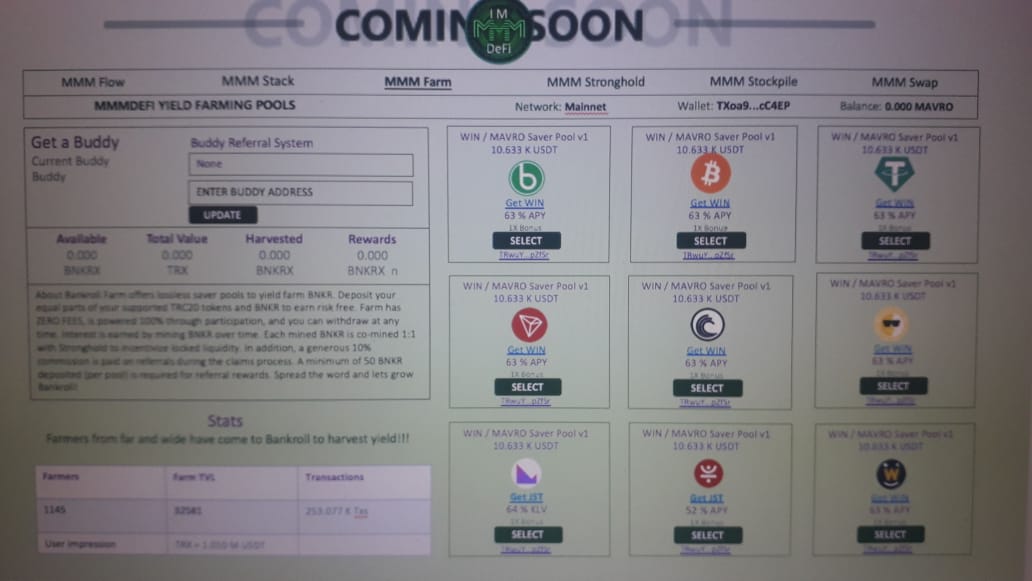 COMING SOON
I M
MMM
DeFi
MMM Flow
MMM Stack
MMM Farm
MMM Stronghold
MMM Stockpile
MMM Swap
MMMDEFI YIELD FARMING POOLS
Network: Mainnet
Wallet: TXoa9...cC4EP
Balance: 0.000 MAVRO
Get a Buddy
Current Buddy
Buddy
Buddy Referral System
None
ENTER BUDDY ADDRESS
UPDATE
Available Total Value Harvested Rewards
0.000 0.000 0.000 0.000
BNKRX TRX BNKRX BNKRX n
About Bankroll Farm offers lossless saver pools to yield farm BNKR. Deposit your
equal parts of your supported TRC20 tokens and BNKR to earn risk free. Farm has
ZERO FEES, is powered 100% through participation, and you can withdraw at any
time. Interest is earned by mining BNKR over time. Each mined BNKR is co-mined 1:1
with Stronghold to incentivize locked liquidity. In addition, a generous 10%
commission is paid on referrals during the claims process. A minimum of 50 BNKR
deposited (per pool) is required for referral rewards. Spread the word and lets grow
Bankroll!
Stats
Farmers from far and wide have come to Bankroll to harvest yield!!!
Farmers Farm TVL Transactions
1145 32581 253.077 K Txs
User Impression
WIN / MAVRO Saver Pool v1
10.633 K USDT
Get WIN
63 % APY
1X Bonus
SELECT
TRwuY...pZfSr
WIN / MAVRO Saver Pool v1
10.633 K USDT
Get WIN
63 % APY
1X Bonus
SELECT
TRwuY...pZfSr
WIN / MAVRO Saver Pool v1
10.633 K USDT
Get WIN
63 % APY
1X Bonus
SELECT
TRwuY...pZfSr
WIN / MAVRO Saver Pool v1
10.633 K USDT
Get WIN
63 % APY
1X Bonus
SELECT
TRwuY...pZfSr
WIN / MAVRO Saver Pool v1
10.633 K USDT
Get WIN
63 % APY
1X Bonus
SELECT
TRwuY...pZfSr
WIN / MAVRO Saver Pool v1
10.633 K USDT
Get WIN
63 % APY
1X Bonus
SELECT
TRwuY...pZfSr
WIN / MAVRO Saver Pool v1
10.633 K USDT
Get JST
64 % KLV
1X Bonus
SELECT
TRwuY...pZfSr
WIN / MAVRO Saver Pool v1
10.633 K USDT
Get JST
52 % APY
1X Bonus
SELECT
TRwuY...pZfSr
WIN / MAVRO Saver Pool v1
10.633 K USDT
Get WIN
63 % APY
1X Bonus
SELECT
TRwuY...pZfSr